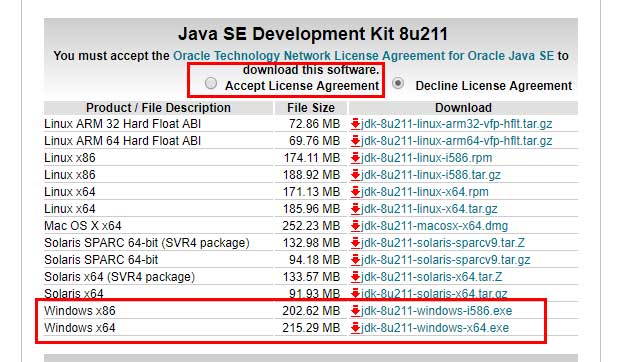 Java SE Development Kit 8u211
You must accept the Oracle Technology Network License Agreement for Oracle Java SE to
download this software.
Accept License Agreement Decline License Agreement
Product / File Description File Size Download
Linux ARM 32 Hard Float ABI 72.86 MB jdk-8u211-linux-arm32-vfp-hflt.tar.gz
Linux ARM 64 Hard Float ABI 69.76 MB jdk-8u211-linux-arm64-vfp-hflt.tar.gz
Linux x86 174.11 MB jdk-8u211-linux-i586.rpm
Linux x86 188.92 MB jdk-8u211-linux-i586.tar.gz
Linux x64 171.13 MB jdk-8u211-linux-x64.rpm
Linux x64 185.96 MB jdk-8u211-linux-x64.tar.gz
Mac OS X x64 252.23 MB jdk-8u211-macosx-x64.dmg
Solaris SPARC 64-bit (SVR4 package) 132.98 MB jdk-8u211-solaris-sparcv9.tar.Z
Solaris SPARC 64-bit 94.18 MB jdk-8u211-solaris-sparcv9.tar.gz
Solaris x64 (SVR4 package) 133.57 MB jdk-8u211-solaris-x64.tar.Z
Solaris x64 91.93 MB jdk-8u211-solaris-x64.tar.gz
Windows x86 202.62 MB jdk-8u211-windows-i586.exe
Windows x64 215.29 MB jdk-8u211-windows-x64.exe